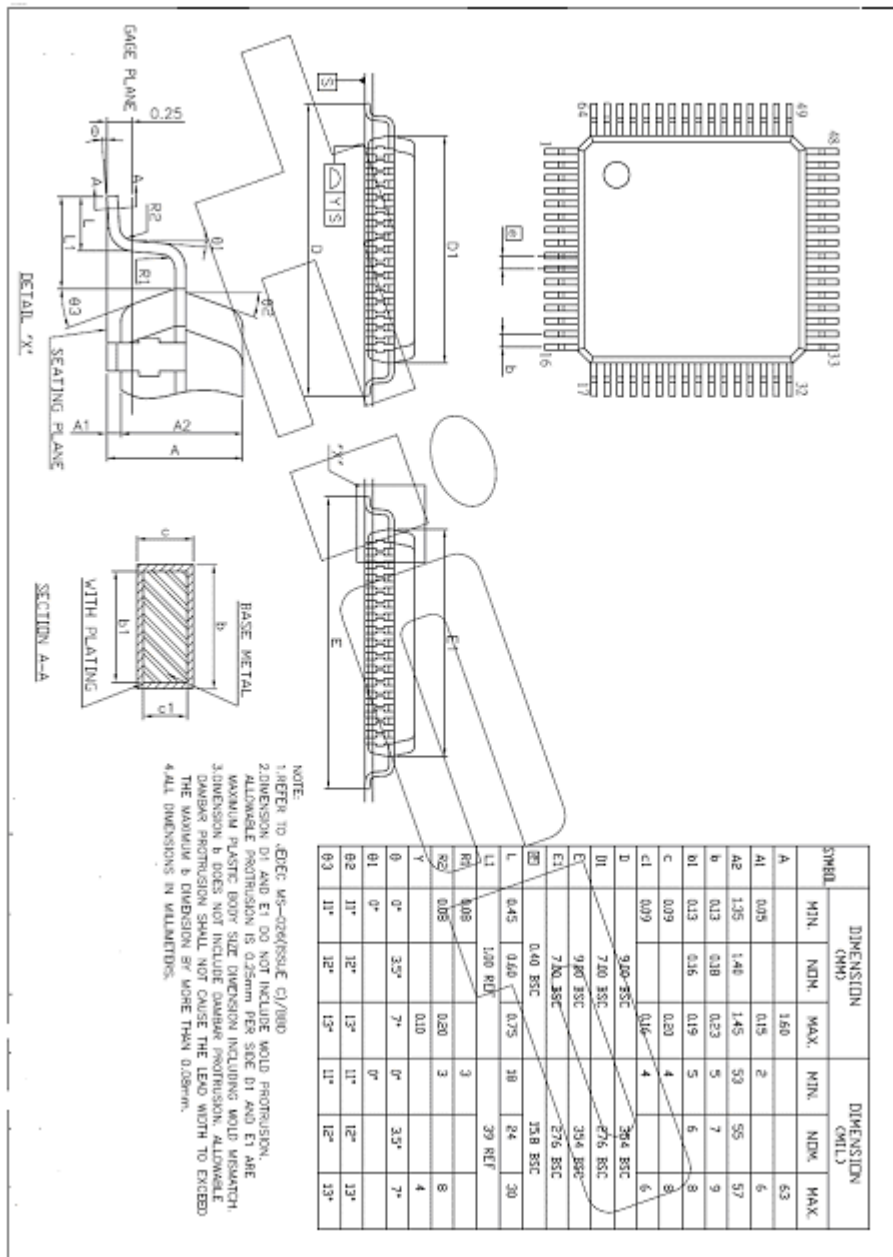 64
49
1
48
e
16
b
33
17
32
S
D1
D
Y S
GAGE PLANE
0.25
θ
A
A
L
L1
R2
R1
θ1
θ2
θ3
DETAIL "X"
SEATING PLANE
A1
A2
A
"X"
E1
E
BASE METAL
WITH PLATING
b
b1
c
c1
SECTION A-A
SYMBOL DIMENSION (MM) DIMENSION (MIL)
MIN. NOM. MAX. MIN. NOM. MAX.
A 1.60 63
A1 0.05 0.15 2 6
A2 1.35 1.40 1.45 53 55 57
b 0.13 0.18 0.23 5 7 9
b1 0.13 0.16 0.19 5 6 8
c 0.09 0.20 4 8
c1 0.09 0.16 4 6
D 9.00 BSC 354 BSC
D1 7.00 BSC 276 BSC
E 9.00 BSC 354 BSC
E1 7.00 BSC 276 BSC
e 0.40 BSC 15.8 BSC
L 0.45 0.60 0.75 18 24 30
L1 1.00 REF 39 REF
R1 0.08 3
R2 0.08 0.20 3 8
Y 0.10 4
θ 0° 3.5° 7° 0° 3.5° 7°
θ1 0° 0°
θ2 11° 12° 13° 11° 12° 13°
θ3 11° 12° 13° 11° 12° 13°
NOTE:
1.REFER TO JEDEC MS-026(ISSUE C)/BBD
2.DIMENSION D1 AND E1 DO NOT INCLUDE MOLD PROTRUSION.
ALLOWABLE PROTRUSION IS 0.25mm PER SIDE D1 AND E1 ARE
MAXIMUM PLASTIC BODY SIZE DIMENSION INCLUDING MOLD MISMATCH.
3.DIMENSION b DOES NOT INCLUDE DAMBAR PROTRUSION. ALLOWABLE
DAMBAR PROTRUSION SHALL NOT CAUSE THE LEAD WIDTH TO EXCEED
THE MAXIMUM b DIMENSION BY MORE THAN 0.08mm.
4.ALL DIMENSIONS IN MILLIMETERS.